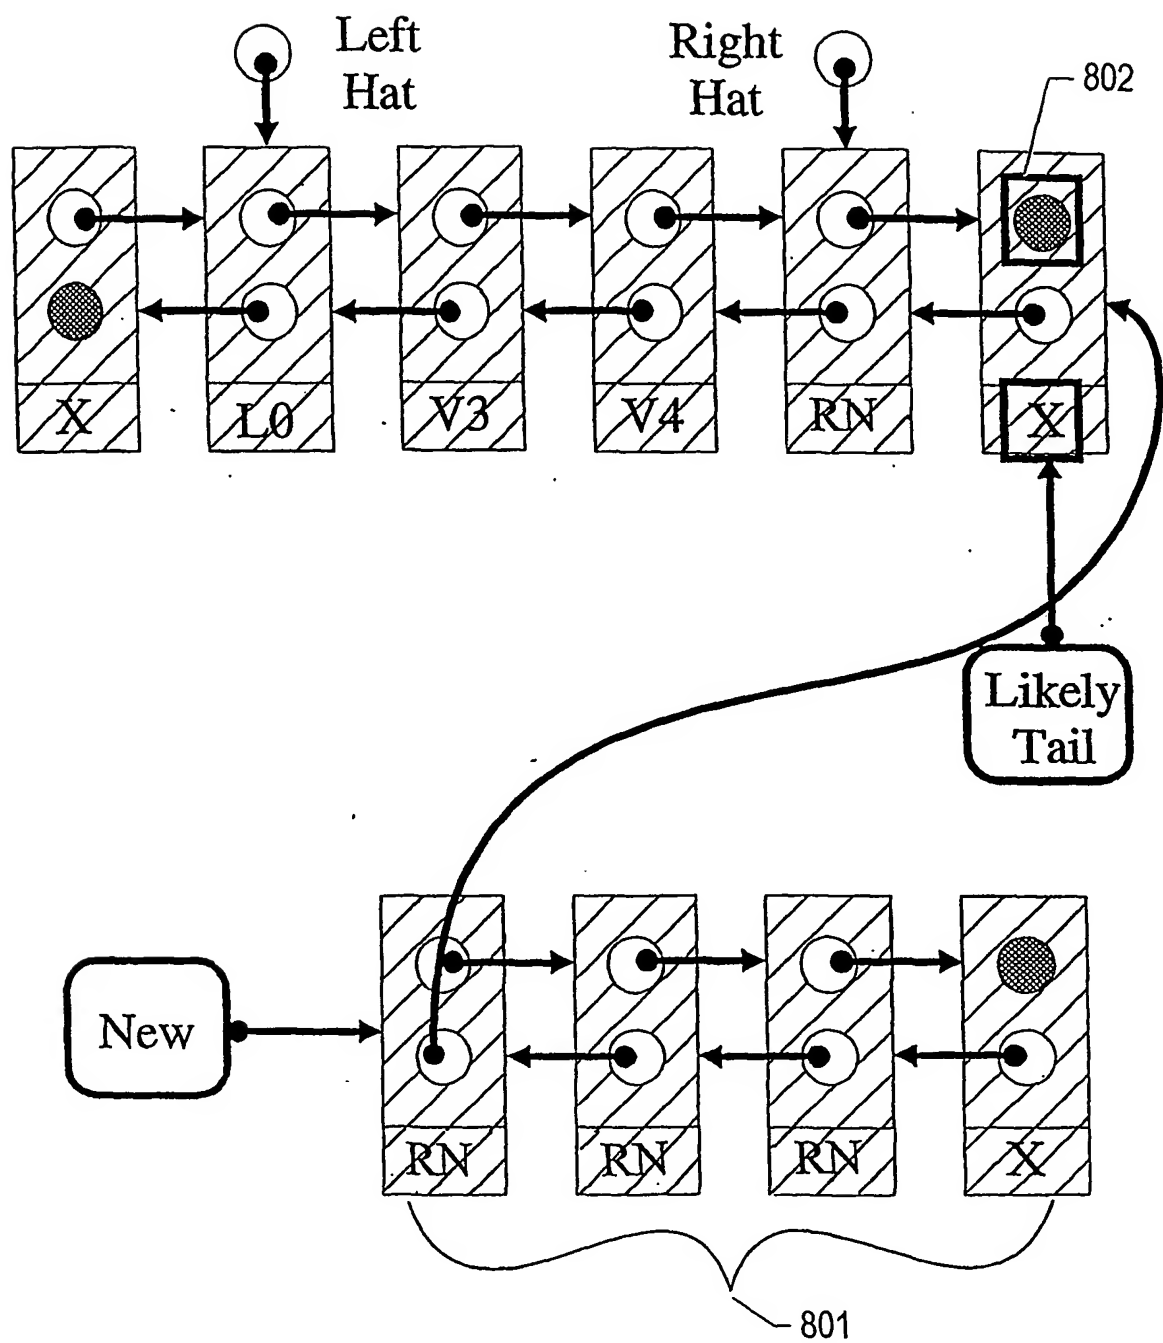 Left
Hat
Right
Hat
802
X
L0
V3
V4
RN
X
Likely
Tail
New
RN
RN
RN
X
801